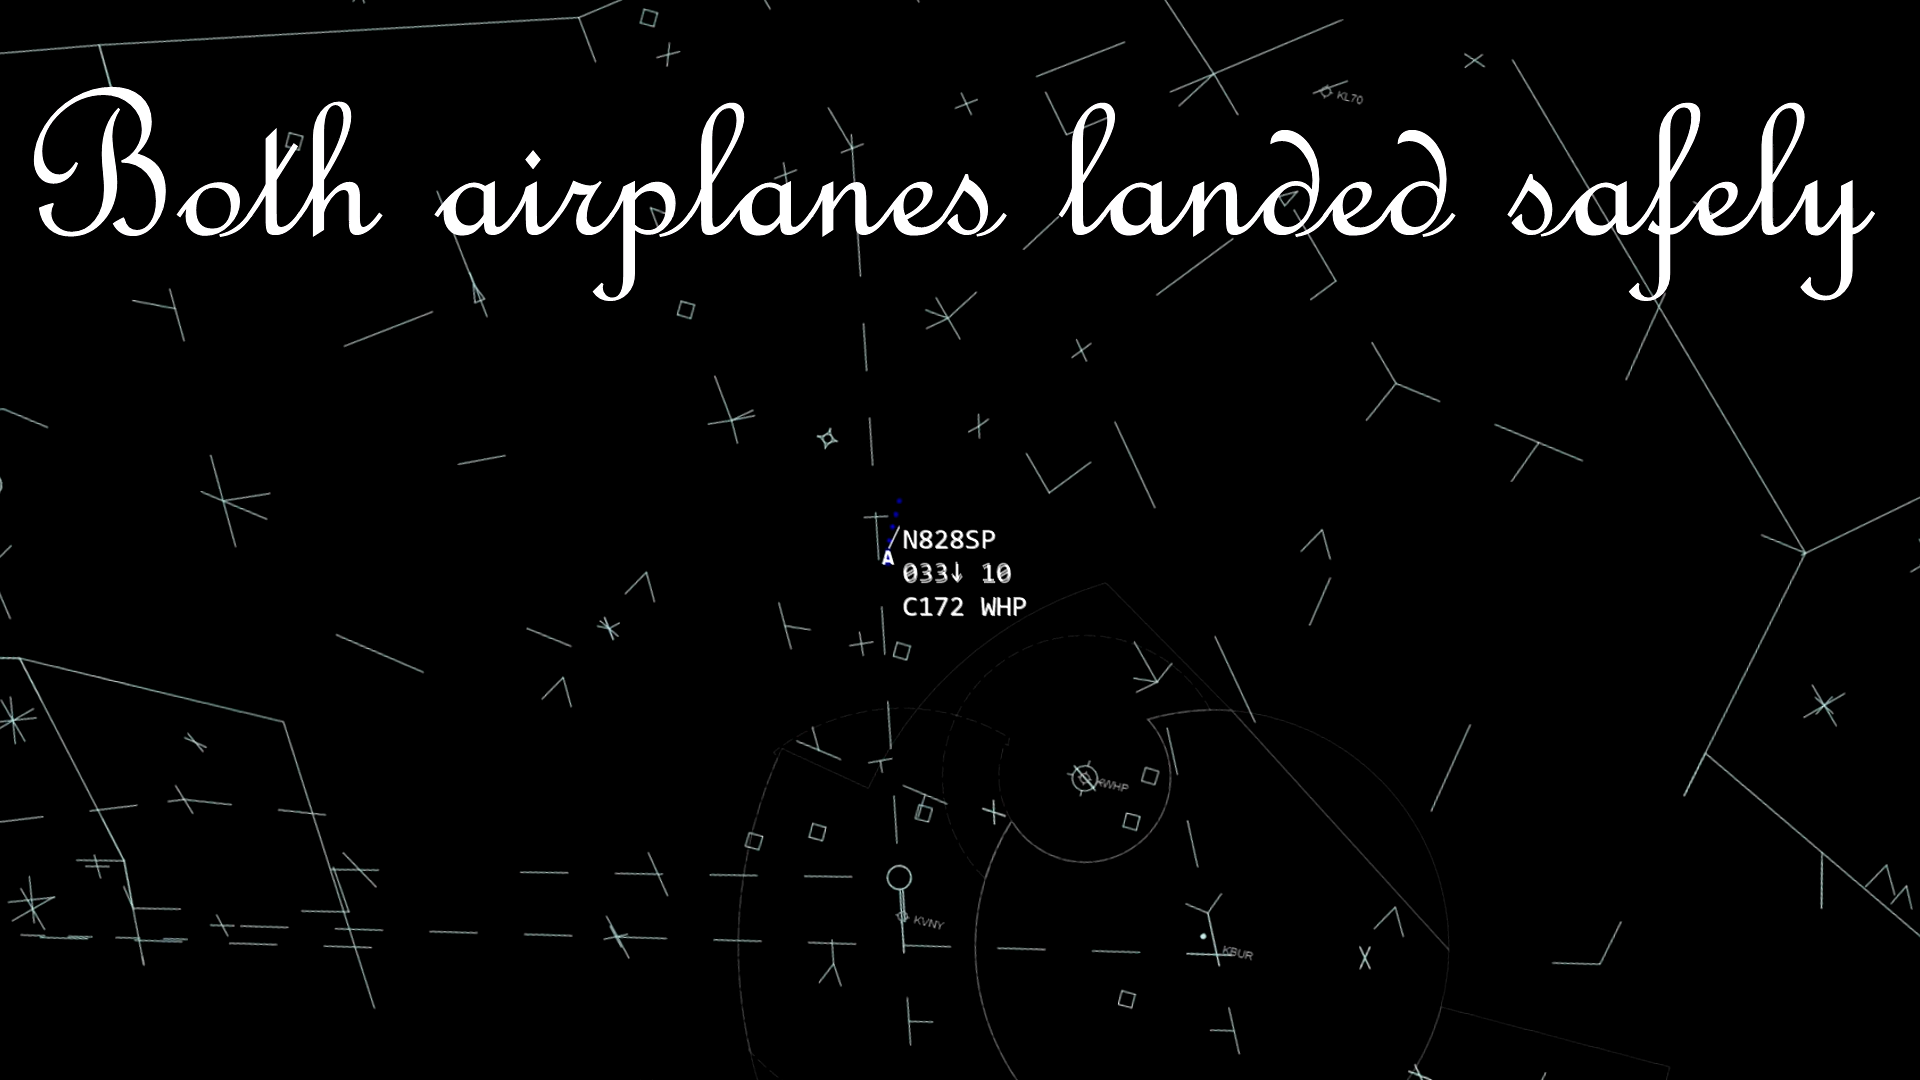 KL70
Both airplanes landed safely
N828SP
033↓ 10
C172 WHP
KWHP
KVNY
KBUR